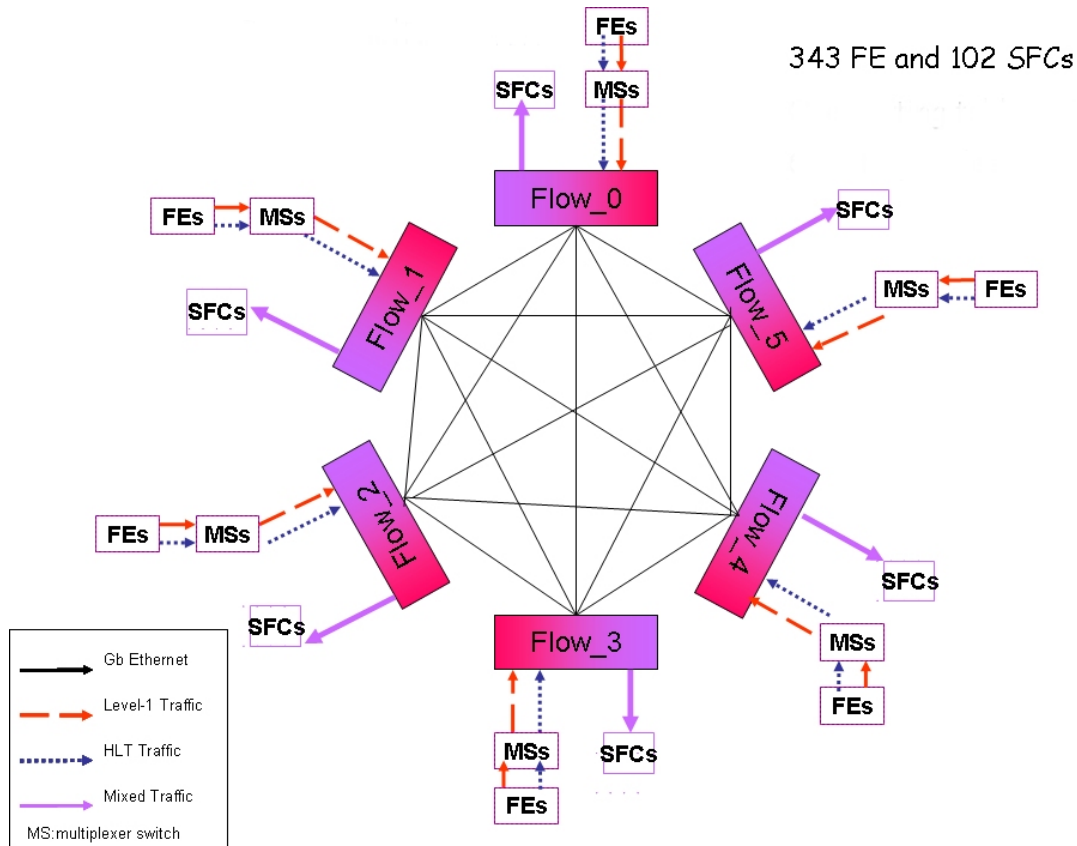 FEs
343 FE and 102 SFCs
SFCs
MSs
Flow_0
FEs
MSs
SFCs
Flow_1
Flow_5
MSs
FEs
SFCs
Flow_2
Flow_4
FEs
MSs
SFCs
SFCs
Flow_3
MSs
FEs
MSs
SFCs
FEs
Gb Ethernet
Level-1 Traffic
HLT Traffic
Mixed Traffic
MS:multiplexer switch